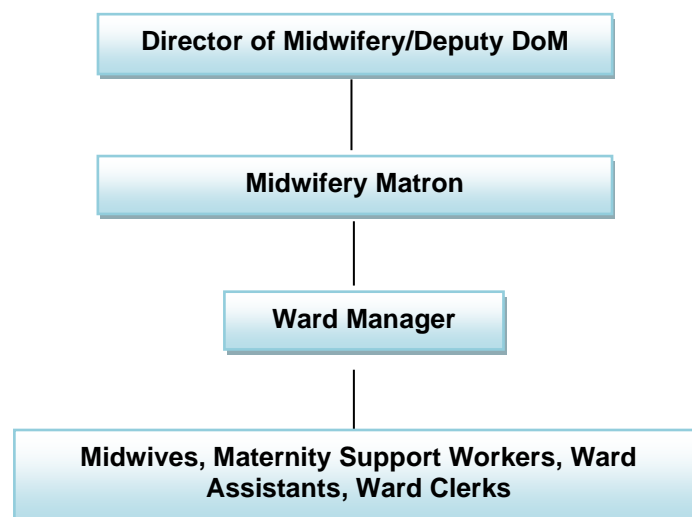 Director of Midwifery/Deputy DoM
Midwifery Matron
Ward Manager
Midwives, Maternity Support Workers, Ward
Assistants, Ward Clerks